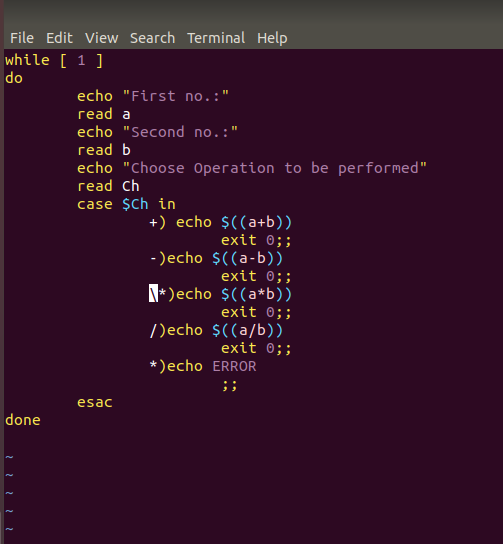 File Edit View Search Terminal Help
while [ 1 ]
do
        echo "First no.:"
        read a
        echo "Second no.:"
        read b
        echo "Choose Operation to be performed"
        read Ch
        case $Ch in
                +) echo $((a+b))
                        exit 0;;
                -)echo $((a-b))
                        exit 0;;
                \*)echo $((a*b))
                        exit 0;;
                /)echo $((a/b))
                        exit 0;;
                *)echo ERROR
                        ;;
        esac
done
~
~
~
~
~